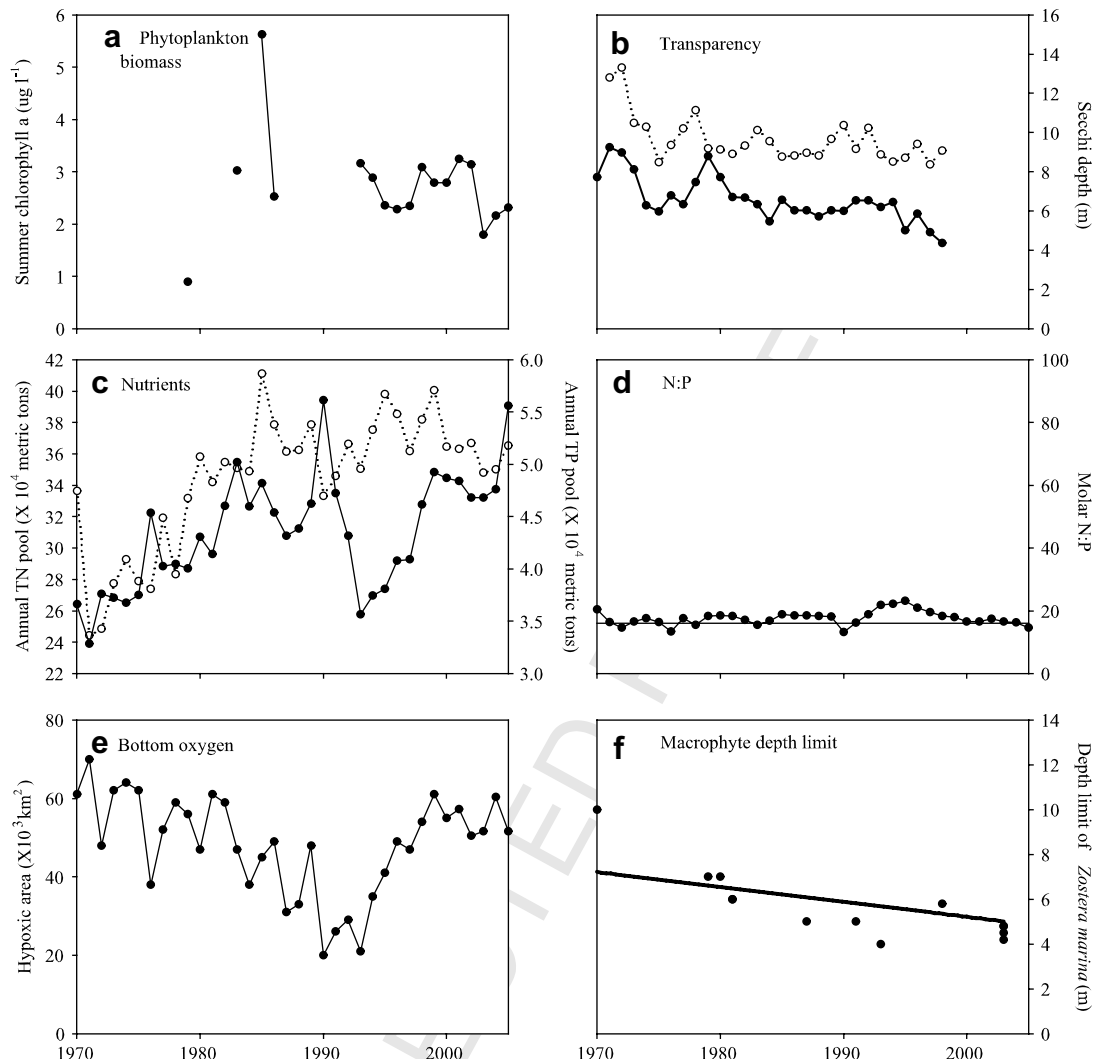 a Phytoplankton
biomass
6
5
4
3
2
1
0
Summer chlorophyll a (ug l-1)
b Transparency
16
14
12
10
8
6
4
2
0
Secchi depth
(m)
c Nutrients
42
40
38
36
34
32
30
28
26
24
22
Annual TN pool (X 10^4 metric tons)
6.0
5.5
5.0
4.5
4.0
3.5
3.0
Annual TP pool (X 10^4 metric tons)
d N:P
100
80
60
40
20
0
Molar N:P
e Bottom oxygen
80
60
40
20
0
Hypoxic area (X10^3 km^2)
1970 1980 1990 2000
f Macrophyte depth limit
14
12
10
8
6
4
2
0
Depth limit of
Zostera marina (m)
1970 1980 1990 2000